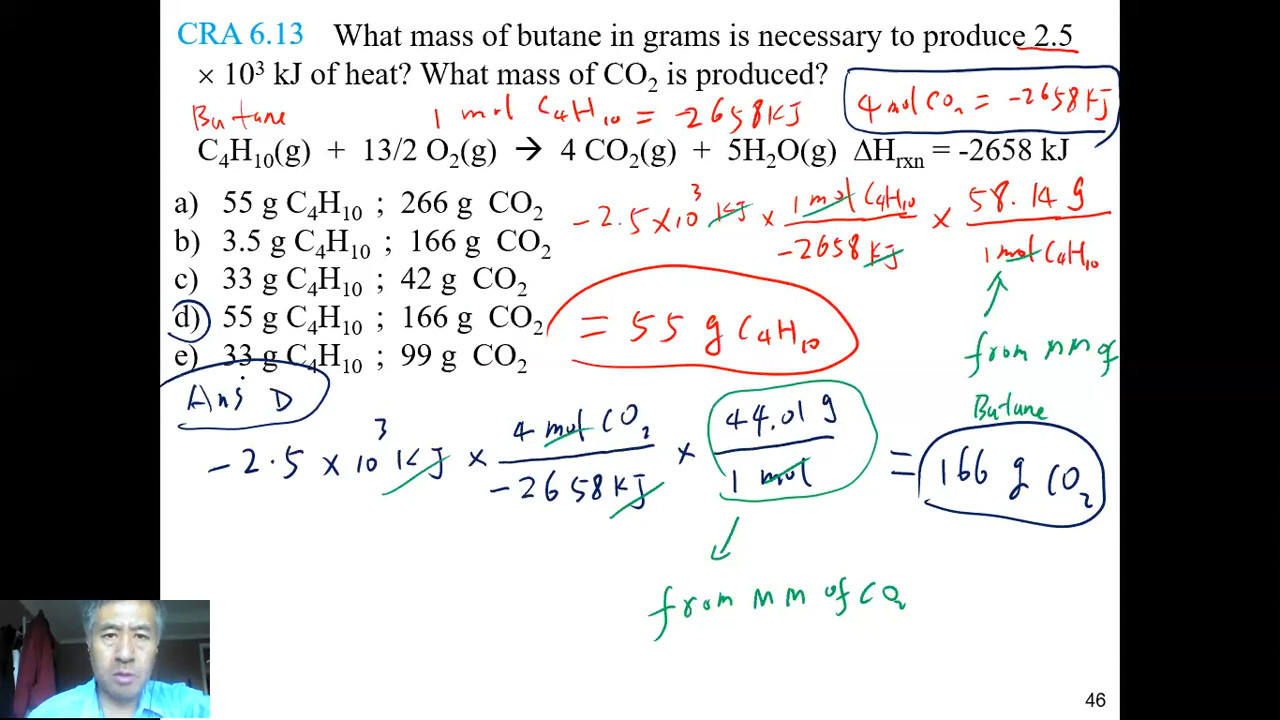 CRA 6.13 What mass of butane in grams is necessary to produce 2.5
× 10³ kJ of heat? What mass of CO₂ is produced?
4 mol CO₂ = -2658 KJ
Butane 1 mol C₄H₁₀ = -2658 KJ
C₄H₁₀(g) + 13/2 O₂(g) → 4 CO₂(g) + 5H₂O(g) ΔHrxn = -2658 kJ
a) 55 g C₄H₁₀ ; 266 g CO₂
b) 3.5 g C₄H₁₀ ; 166 g CO₂
c) 33 g C₄H₁₀ ; 42 g CO₂
d) 55 g C₄H₁₀ ; 166 g CO₂
e) 33 g C₄H₁₀ ; 99 g CO₂
-2.5 × 10³ KJ × 1 mol C₄H₁₀ / -2658 KJ × 58.14 g / 1 mol C₄H₁₀
= 55 g C₄H₁₀
from MM of
Butane
Ans D
-2.5 × 10³ KJ × 4 mol CO₂ / -2658 KJ × 44.01 g / 1 mol = 166 g CO₂
from MM of CO₂
46